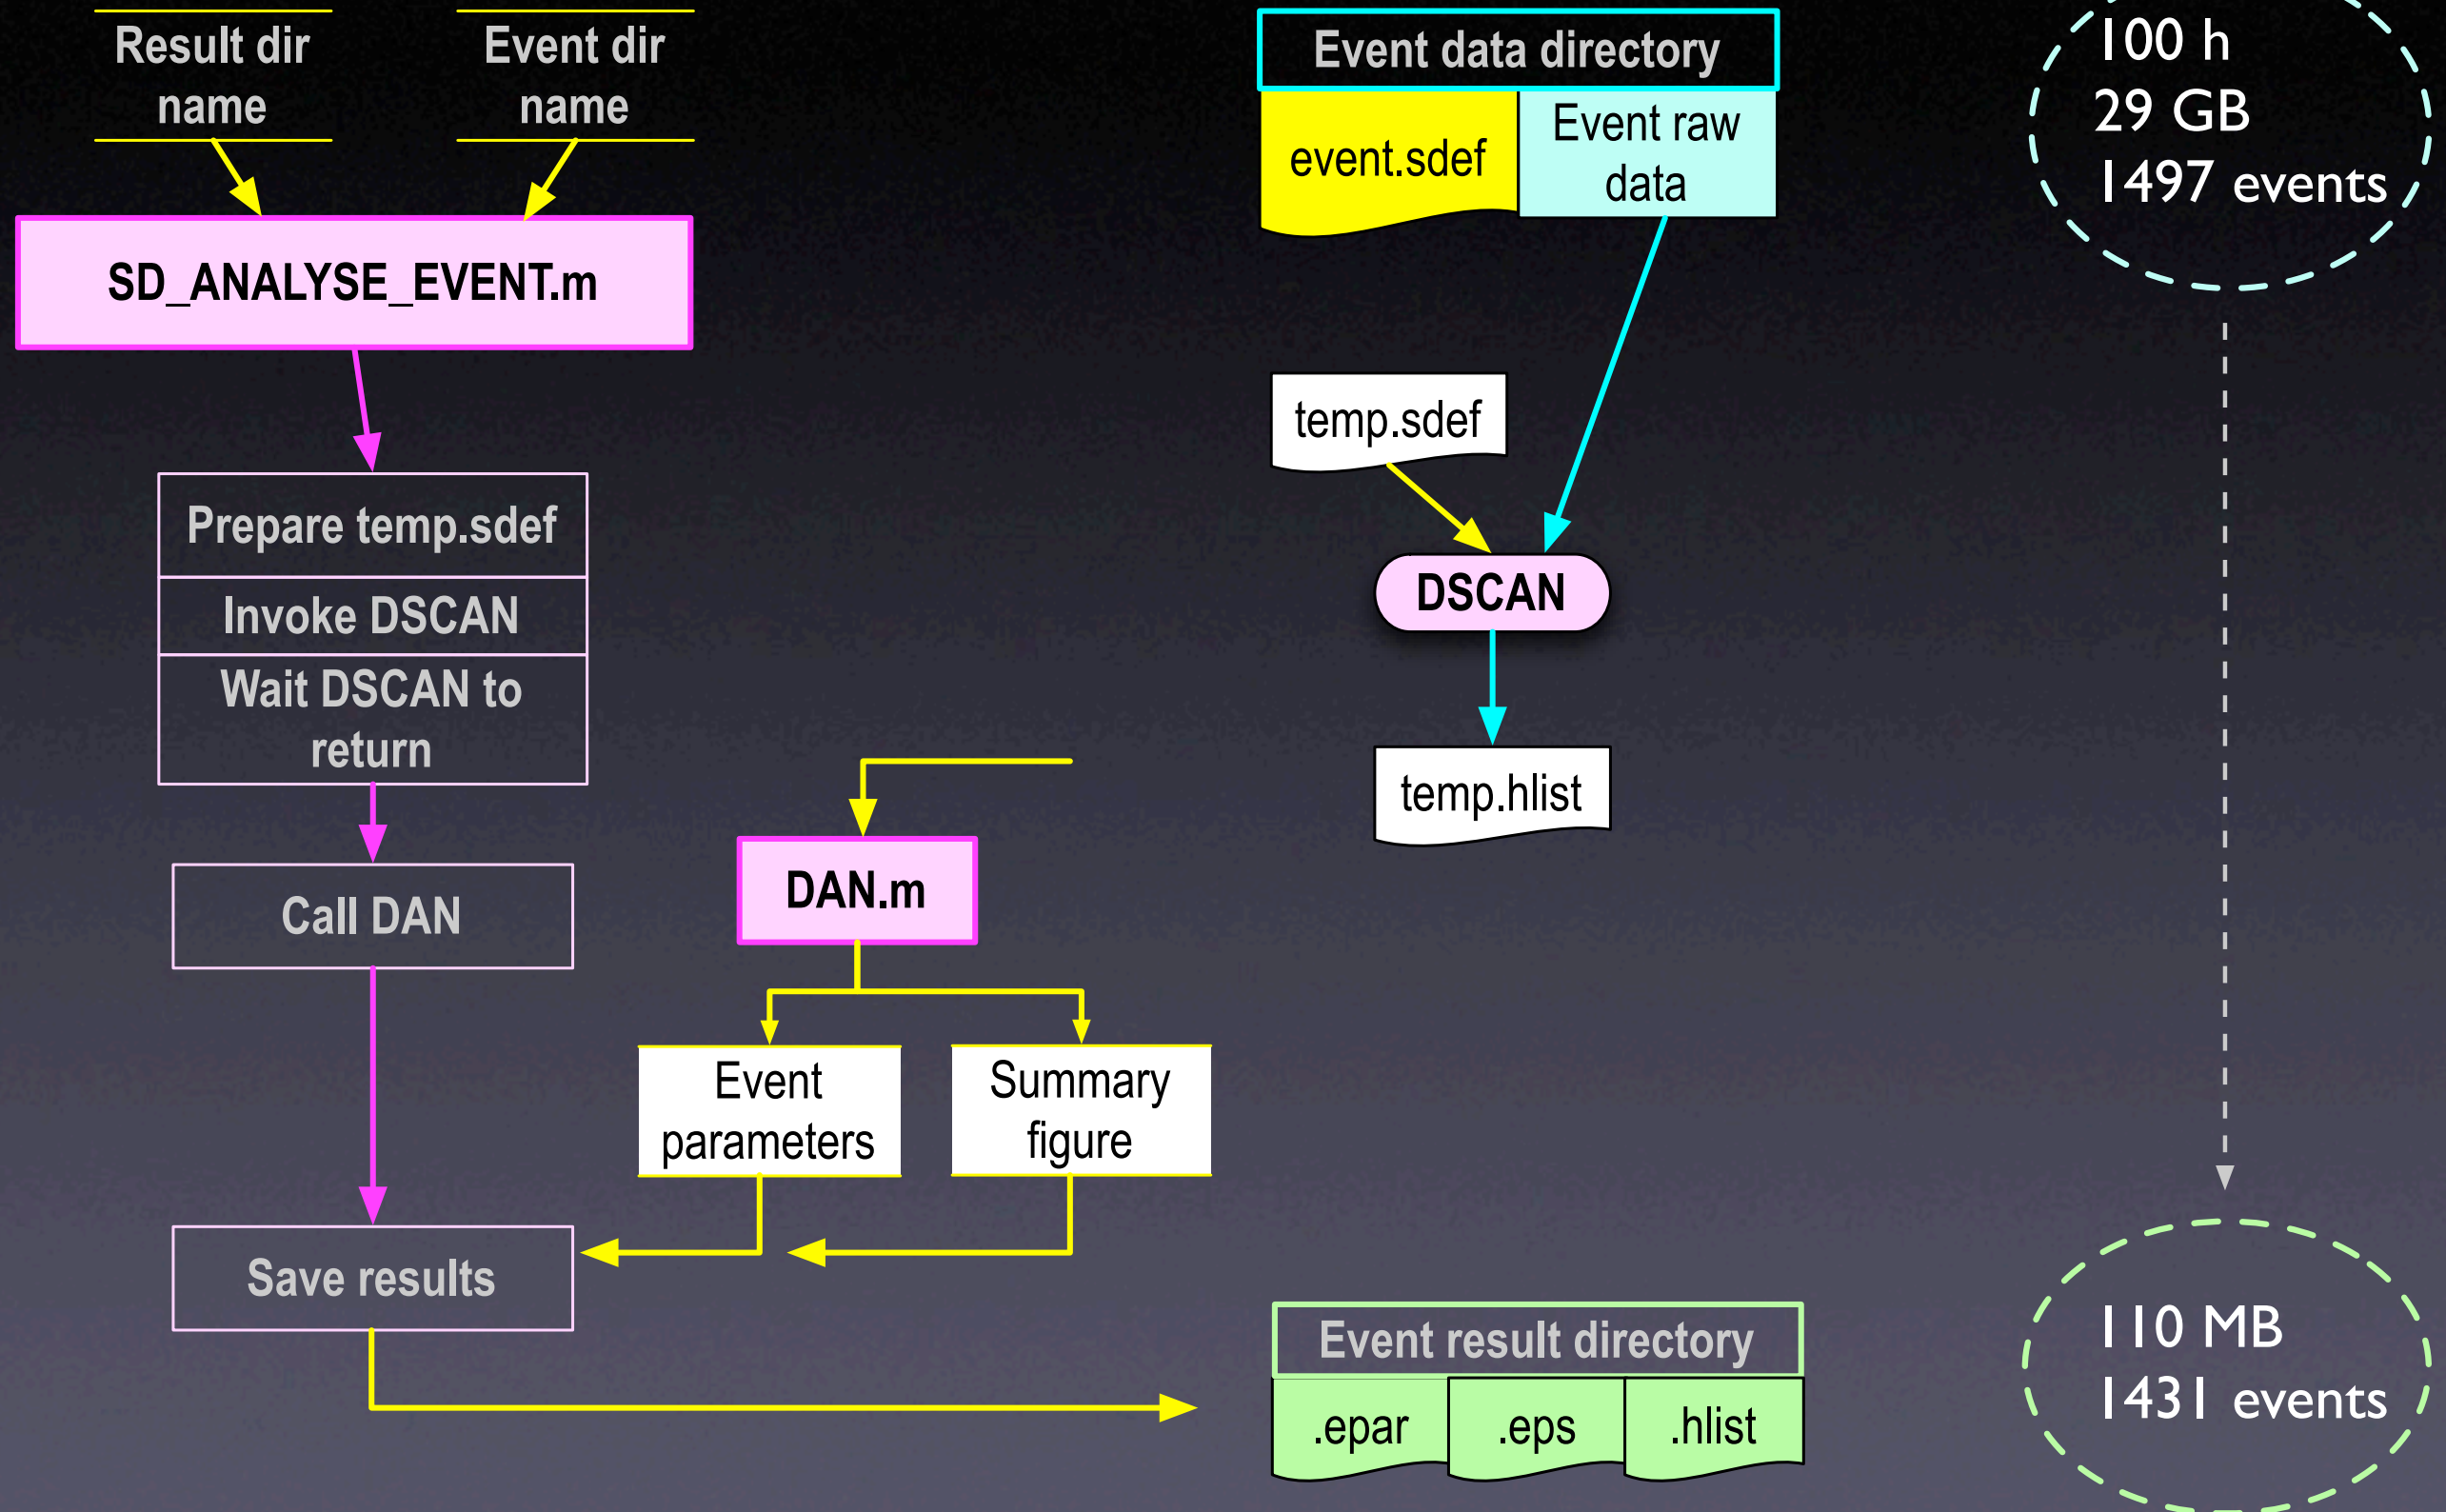 Result dir
name
Event dir
name
SD_ANALYSE_EVENT.m
Prepare temp.sdef
Invoke DSCAN
Wait DSCAN to
return
Call DAN
Save results
DAN.m
Event
parameters
Summary
figure
Event data directory
event.sdef
Event raw
data
temp.sdef
DSCAN
temp.hlist
Event result directory
.epar
.eps
.hlist
100 h
29 GB
1497 events
110 MB
1431 events